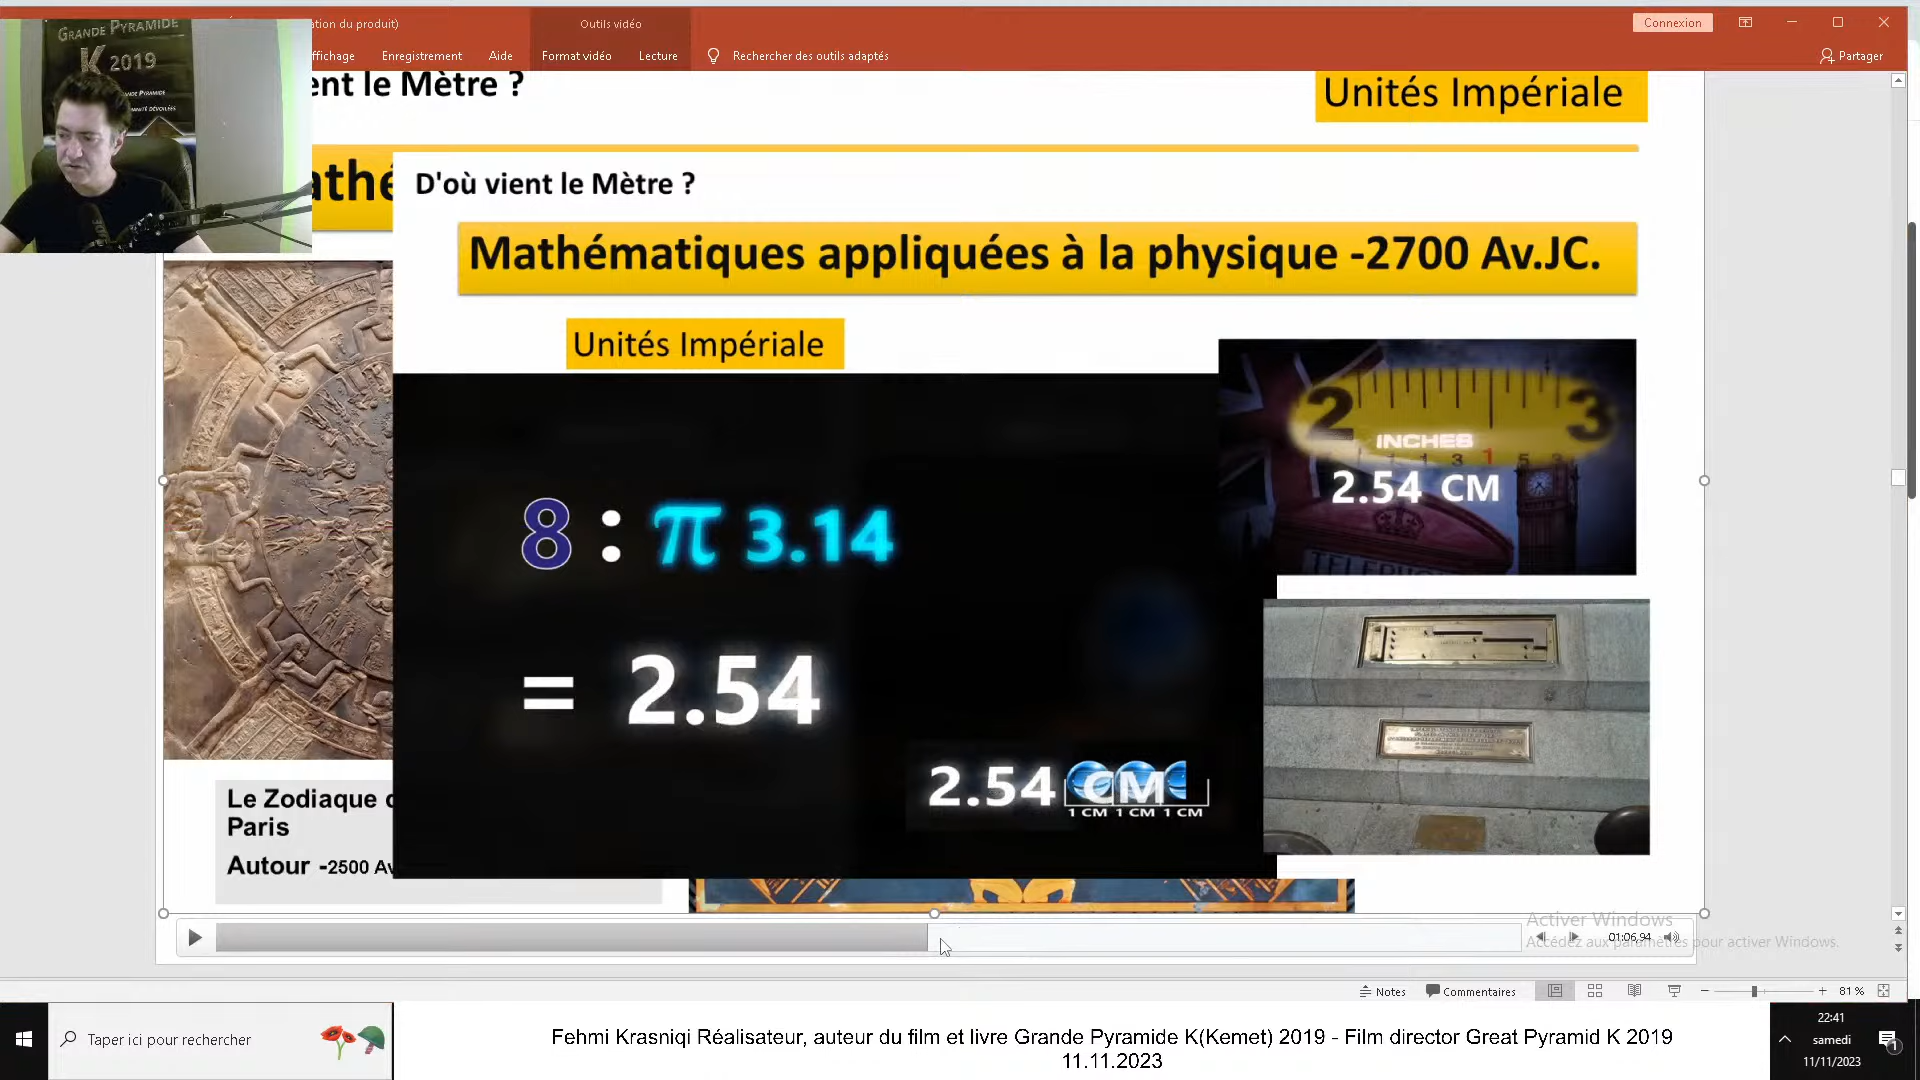 GRANDE PYRAMIDE
K 2019
ation du produit)
Outils vidéo
Connexion
ffichage
Enregistrement
Aide
Format vidéo
Lecture
Rechercher des outils adaptés
Partager
ent le Mètre ?
Unités Impériale
athé
D'où vient le Mètre ?
Mathématiques appliquées à la physique -2700 Av.JC.
Unités Impériale
2 3
INCHES
2.54 CM
8 : π 3.14
= 2.54
2.54 CM
1 CM 1 CM 1 CM
Le Zodiaque
Paris
Autour -2500 Av
Activer Windows
Accédez aux paramètres pour activer Windows.
01:06,94
Notes
Commentaires
81 %
Taper ici pour rechercher
Fehmi Krasniqi Réalisateur, auteur du film et livre Grande Pyramide K(Kemet) 2019 - Film director Great Pyramid K 2019
11.11.2023
22:41
samedi
11/11/2023
1